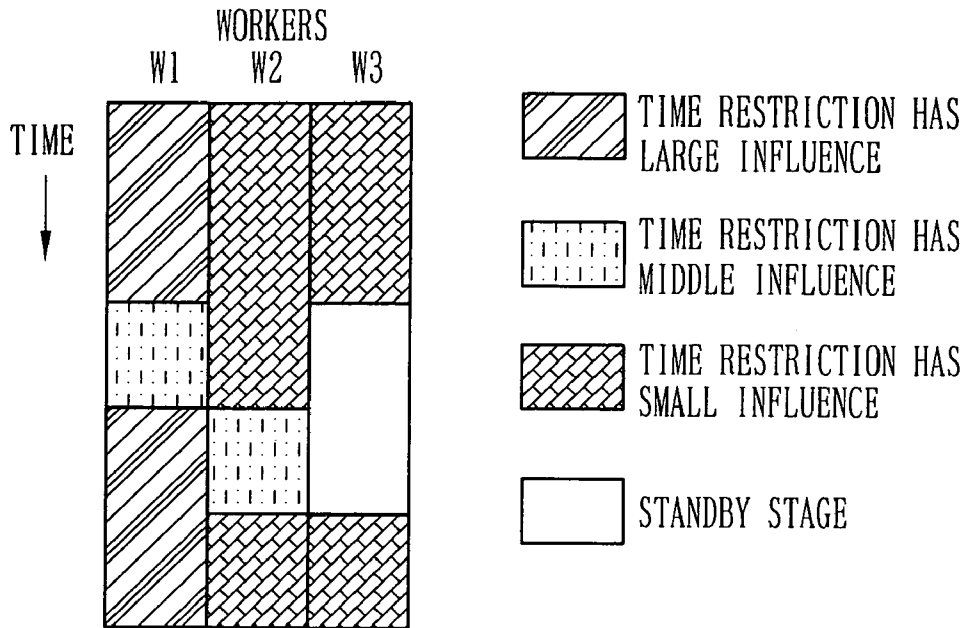 WORKERS
W1 W2 W3
TIME
TIME RESTRICTION HAS
LARGE INFLUENCE
TIME RESTRICTION HAS
MIDDLE INFLUENCE
TIME RESTRICTION HAS
SMALL INFLUENCE
STANDBY STAGE